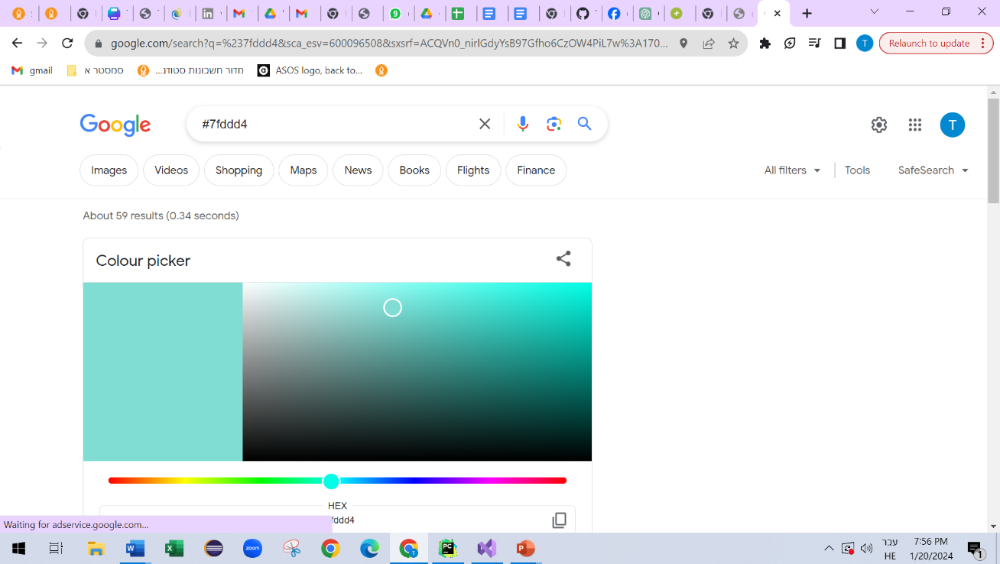 google.com/search?q=%237fddd4&sca_esv=600096508&sxsrf=ACQVn0_nirlGdyYsB97Gfho6CzOW4PiL7w%3A170...
T
Relaunch to update
gmail
סמסטר א
מדור חשבונות סטודנ...
ASOS logo, back to...
Google
#7fddd4
T
Images
Videos
Shopping
Maps
News
Books
Flights
Finance
All filters
Tools
SafeSearch
About 59 results (0.34 seconds)
Colour picker
HEX
fddd4
Waiting for adservice.google.com...
עבר
7:56 PM
HE
1/20/2024
1